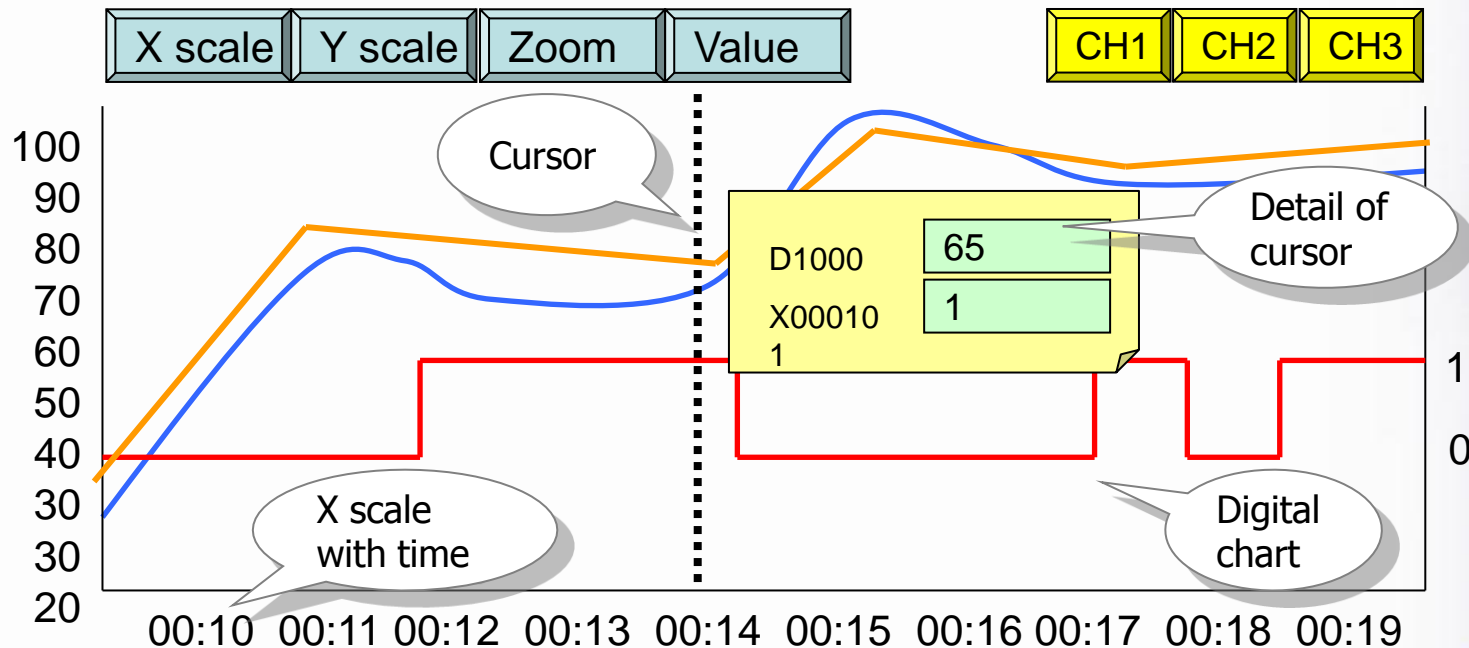 X scale Y scale Zoom Value CH1 CH2 CH3
Cursor
Detail of
cursor
D1000 65
X00010 1
1
100
90
80
70
60
50
40
30
30
20
1
0
X scale
with time
Digital
chart
00:10 00:11 00:12 00:13 00:14 00:15 00:16 00:17 00:18 00:19